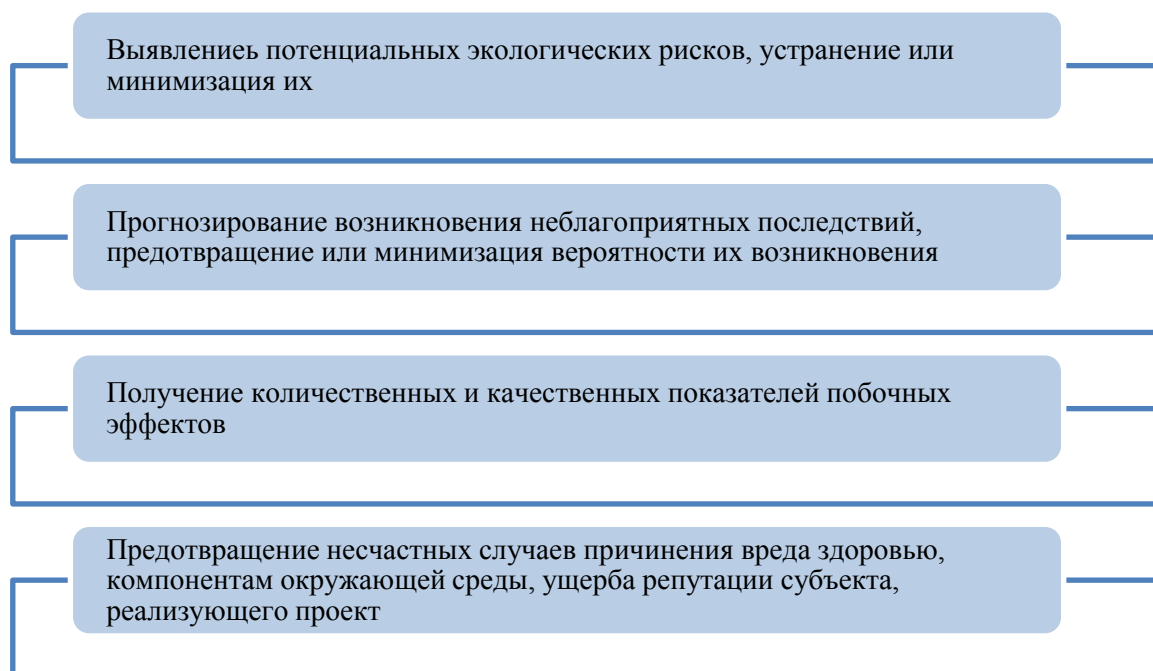 Выявлениеь потенциальных экологических рисков, устранение или
минимизация их
Прогнозирование возникновения неблагоприятных последствий,
предотвращение или минимизация вероятности их возникновения
Получение количественных и качественных показателей побочных
эффектов
Предотвращение несчастных случаев причинения вреда здоровью,
компонентам окружающей среды, ущерба репутации субъекта,
реализующего проект